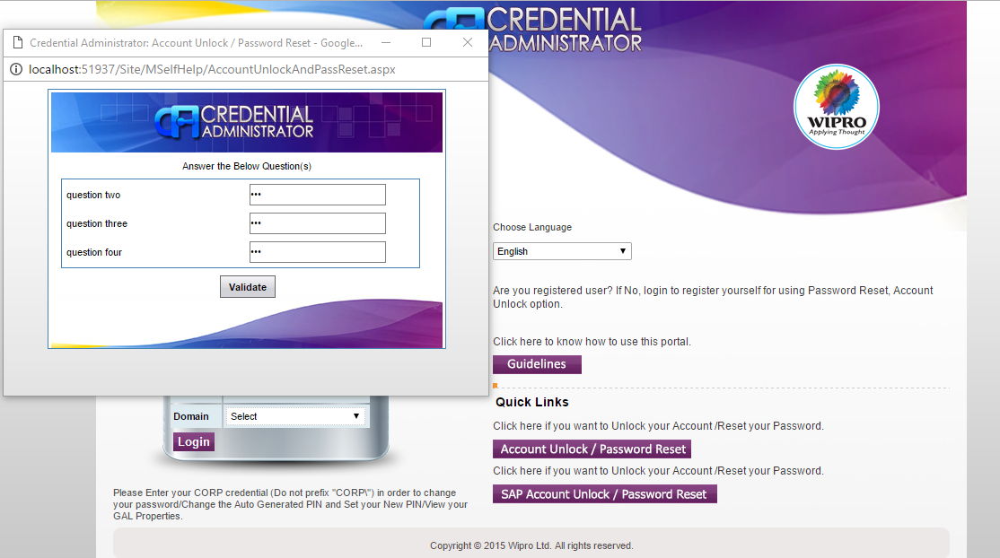 CREDENTIAL
ADMINISTRATOR
Credential Administrator: Account Unlock / Password Reset - Google...
localhost:51937/Site/MSelfHelp/AccountUnlockAndPassReset.aspx
CREDENTIAL
ADMINISTRATOR
Answer the Below Question(s)
question two
question three
question four
Validate
WIPRO
Applying Thought
Choose Language
English
Are you registered user? If No, login to register yourself for using Password Reset, Account
Unlock option.
Click here to know how to use this portal.
Guidelines
Quick Links
Click here if you want to Unlock your Account /Reset your Password.
Account Unlock / Password Reset
Click here if you want to Unlock your Account /Reset your Password.
SAP Account Unlock / Password Reset
Domain
Select
Login
Please Enter your CORP credential (Do not prefix "CORP\") in order to change
your password/Change the Auto Generated PIN and Set your New PIN/View your
GAL Properties.
Copyright © 2015 Wipro Ltd. All rights reserved.